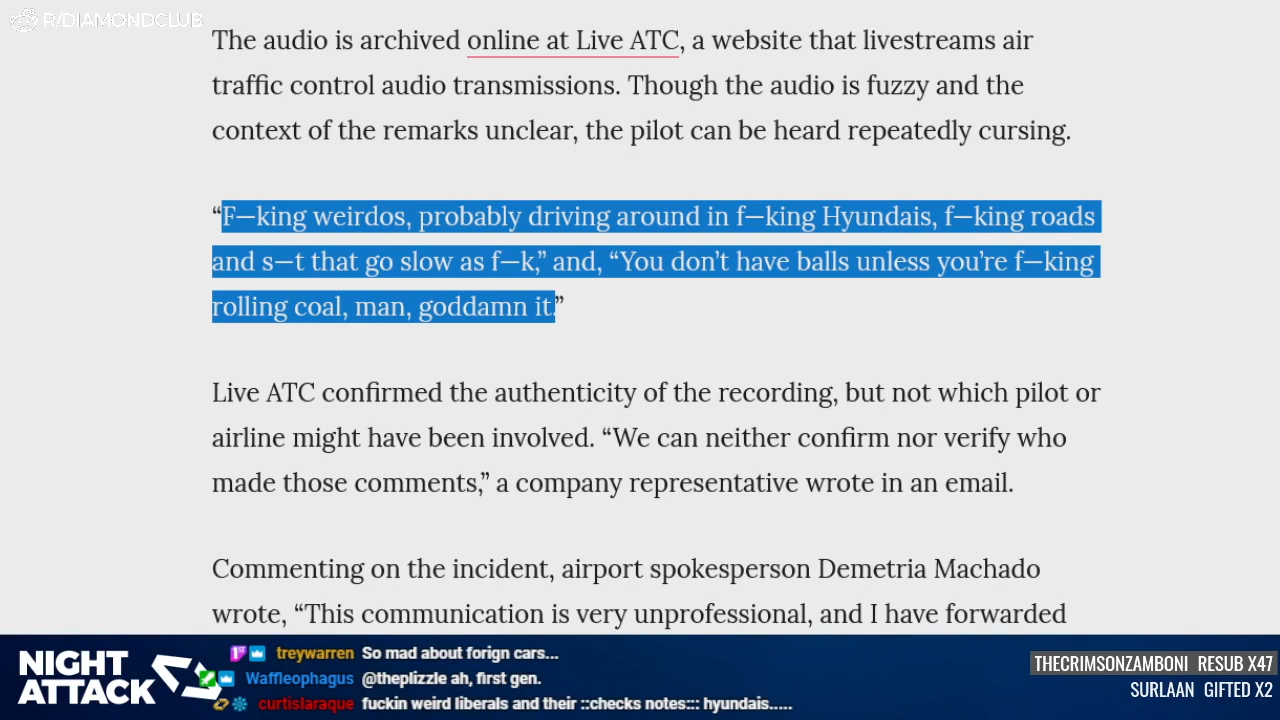 R/DIAMONDCLUB
The audio is archived online at Live ATC, a website that livestreams air
traffic control audio transmissions. Though the audio is fuzzy and the
context of the remarks unclear, the pilot can be heard repeatedly cursing.
“F—king weirdos, probably driving around in f—king Hyundais, f—king roads
and s—t that go slow as f—k,” and, “You don’t have balls unless you’re f—king
rolling coal, man, goddamn it.”
Live ATC confirmed the authenticity of the recording, but not which pilot or
airline might have been involved. “We can neither confirm nor verify who
made those comments,” a company representative wrote in an email.
Commenting on the incident, airport spokesperson Demetria Machado
wrote, “This communication is very unprofessional, and I have forwarded
NIGHT
ATTACK
treywarren So mad about forign cars...
Waffleophagus @theplizzle ah, first gen.
curtislaraque fuckin weird liberals and their ::checks notes::: hyundais.....
THECRIMSONZAMBONI RESUB X47
SURLAAN GIFTED X2